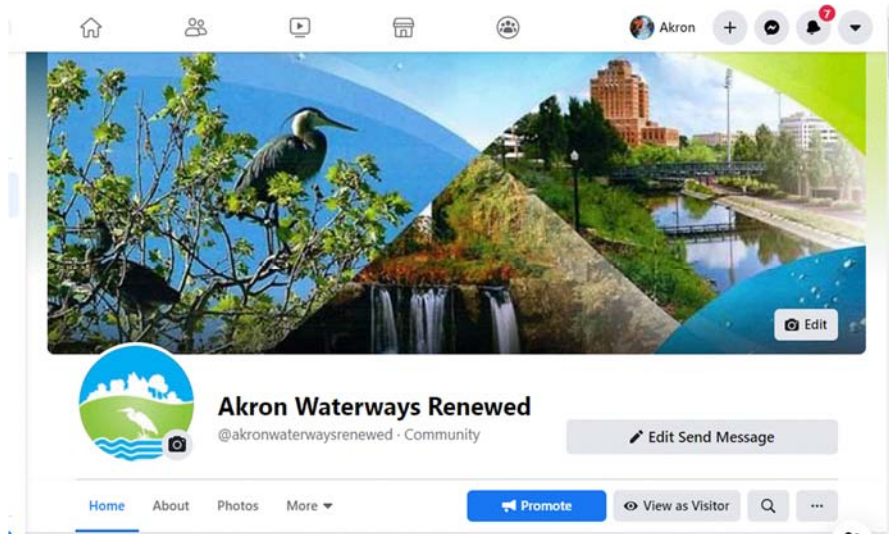 Akron
7
Edit
Akron Waterways Renewed
@akronwaterwaysrenewed · Community
Edit Send Message
Home About Photos More
Promote
View as Visitor